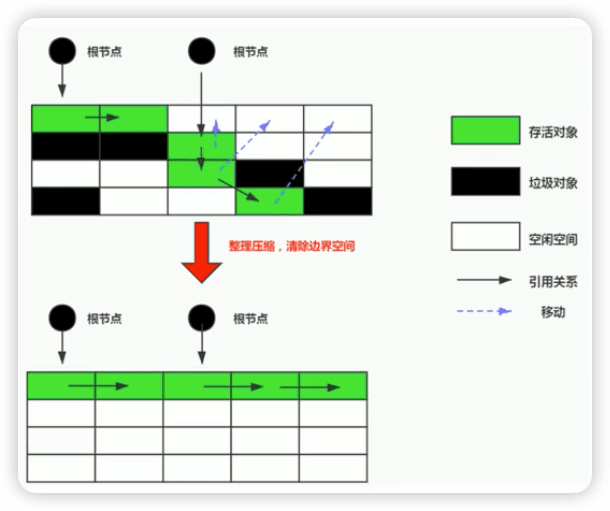 根节点
根节点
存活对象
垃圾对象
空闲空间
整理压缩，清除边界空间
引用关系
移动
根节点
根节点